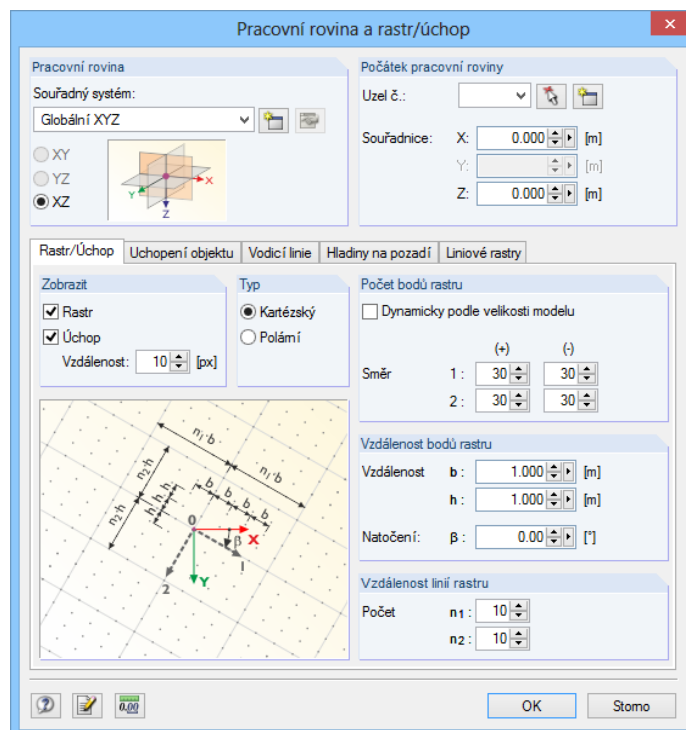 Pracovní rovina a rastr/úchop
Pracovní rovina
Souřadný systém:
Globální XYZ
XY
YZ
XZ
X
Y
Z
Počátek pracovní roviny
Uzel č.:
Souřadnice: X: 0.000 [m]
Y: [m]
Z: 0.000 [m]
Rastr/Úchop Uchopení objektu Vodicí linie Hladiny na pozadí Liniové rastry
Zobrazit
Rastr
Úchop
Vzdálenost: 10 [px]
Typ
Kartézský
Polární
Počet bodů rastru
Dynamicky podle velikosti modelu
(+) (-)
Směr 1 : 30 30
2 : 30 30
n₁·b
n₁·b
n₂·h
n₂·h
h h h
b b b b
0
X
β
1
2
Y
Vzdálenost bodů rastru
Vzdálenost b : 1.000 [m]
h : 1.000 [m]
Natočení: β : 0.00 [°]
Vzdálenost linií rastru
Počet n1 : 10
n2 : 10
0.00
OK Storno